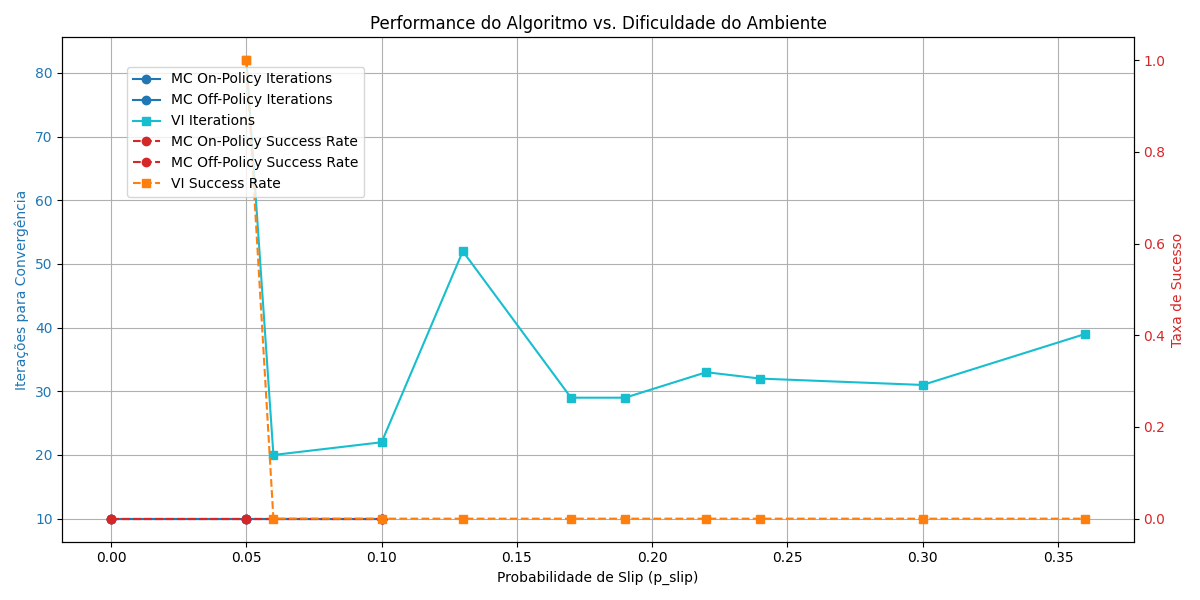 Performance do Algoritmo vs. Dificuldade do Ambiente
MC On-Policy Iterations
MC Off-Policy Iterations
VI Iterations
MC On-Policy Success Rate
MC Off-Policy Success Rate
VI Success Rate
Iterações para Convergência
80
70
60
50
40
30
20
10
1.0
0.8
0.6
0.4
0.2
0.0
Taxa de Sucesso
0.00 0.05 0.10 0.15 0.20 0.25 0.30 0.35
Probabilidade de Slip (p_slip)